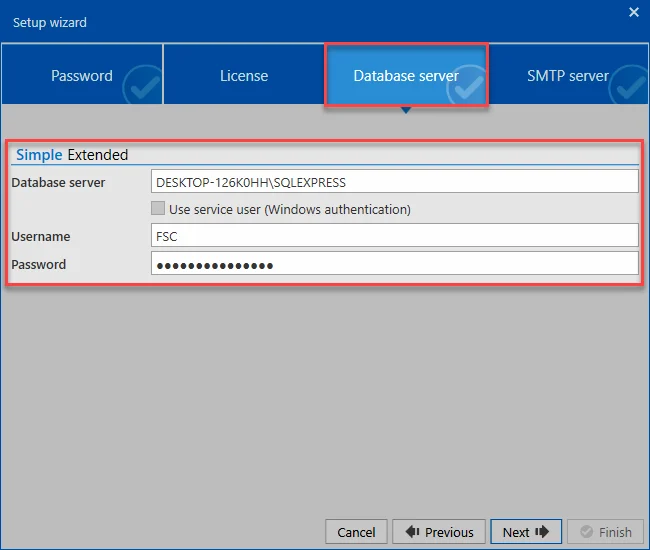 Setup wizard
Password License Database server SMTP server
Simple Extended
Database server DESKTOP-126K0HH\SQLEXPRESS
Use service user (Windows authentication)
Username FSC
Password ●●●●●●●●●●●●●●●
Cancel Previous Next Finish